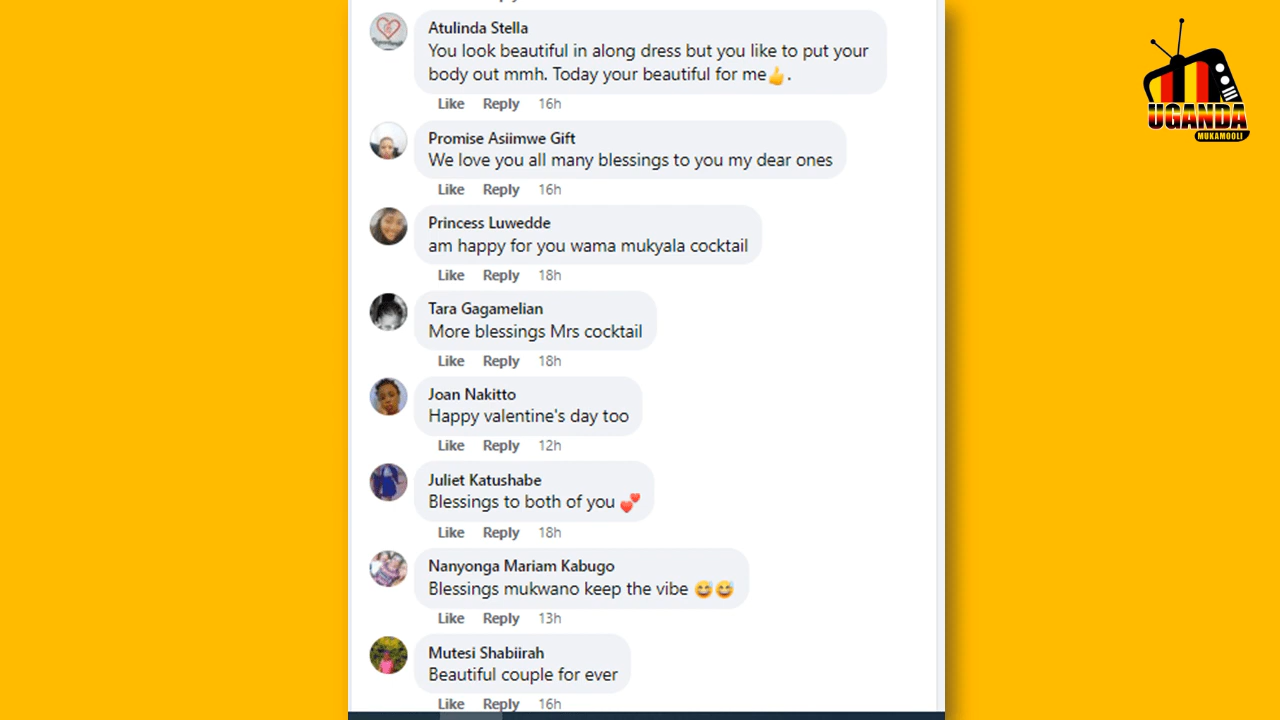 Atulinda Stella
You look beautiful in along dress but you like to put your
body out mmh. Today your beautiful for me👍.
Like Reply 16h
Promise Asiimwe Gift
We love you all many blessings to you my dear ones
Like Reply 16h
Princess Luwedde
am happy for you wama mukyala cocktail
Like Reply 18h
Tara Gagamelian
More blessings Mrs cocktail
Like Reply 18h
Joan Nakitto
Happy valentine's day too
Like Reply 12h
Juliet Katushabe
Blessings to both of you 💕
Like Reply 18h
Nanyonga Mariam Kabugo
Blessings mukwano keep the vibe 😅😅
Like Reply 13h
Mutesi Shabiirah
Beautiful couple for ever
Like Reply 16h
UGANDA
MUKAMOOLI